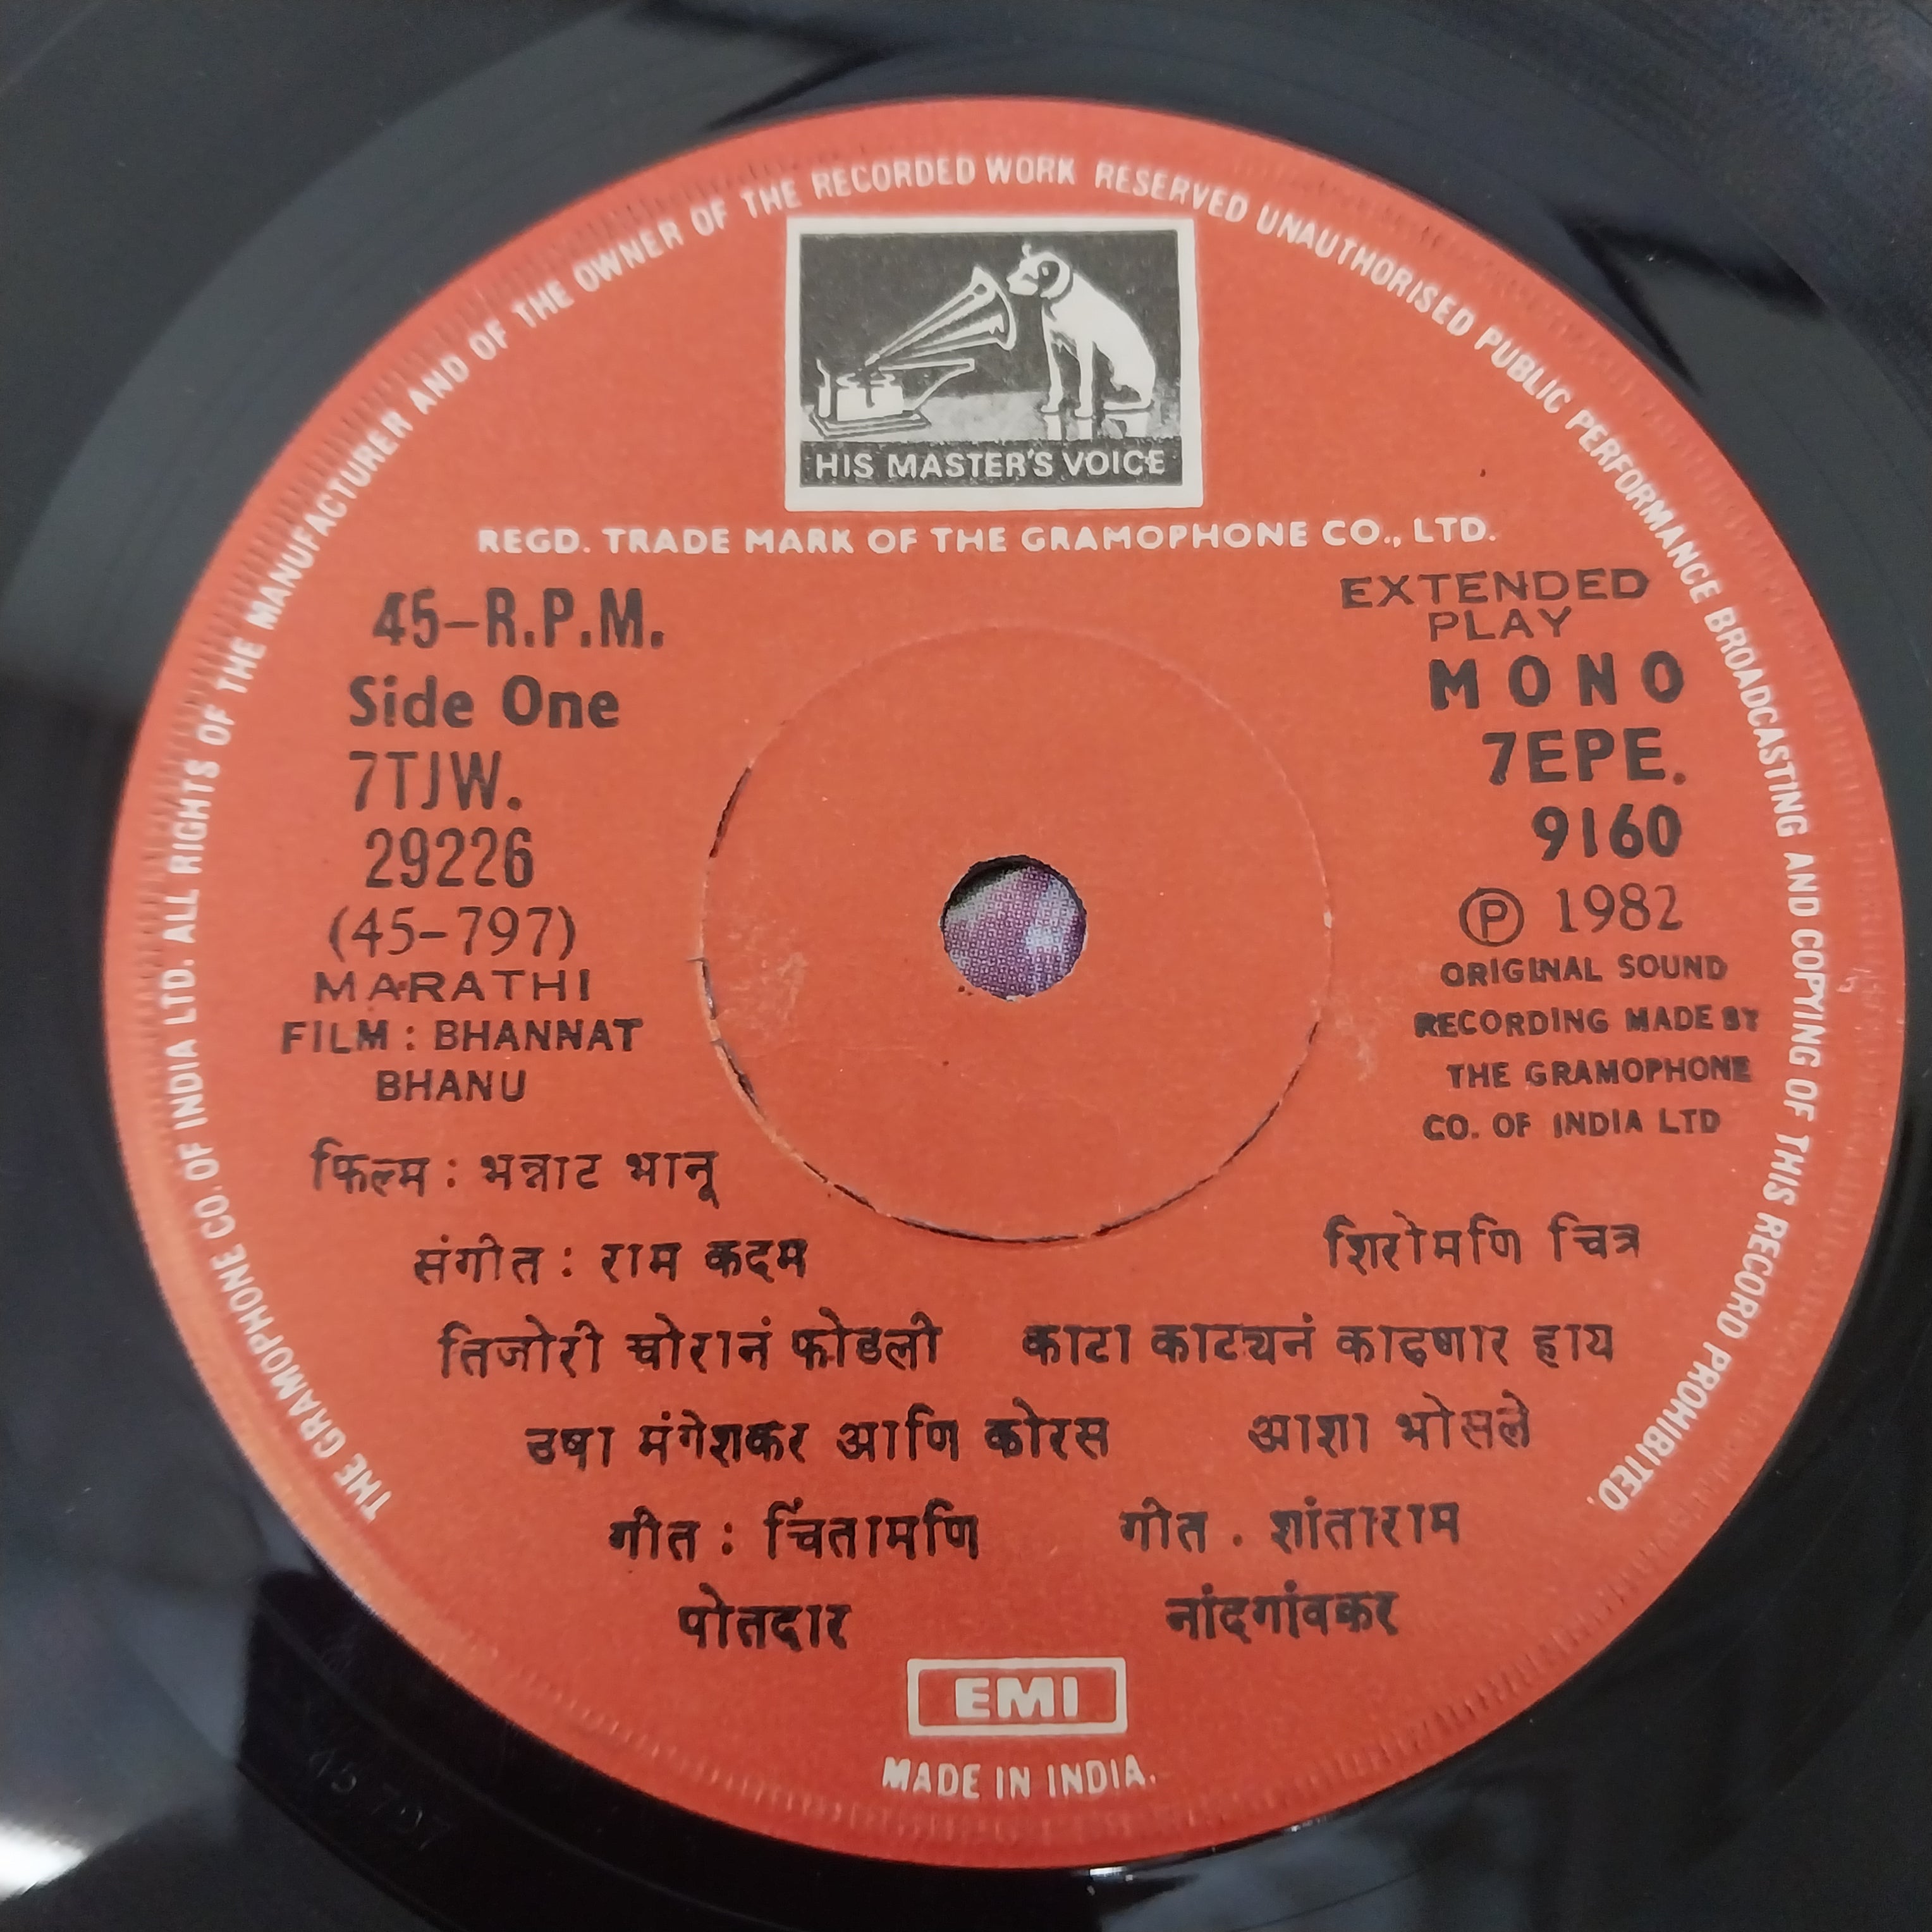 THE GRAMOPHONE CO. OF INDIA LTD. ALL RIGHTS OF THE MANUFACTURER AND OF THE OWNER OF THE RECORDED WORK RESERVED UNAUTHORISED PUBLIC PERFORMANCE BROADCASTING AND COPYING OF THIS RECORD PROHIBITED.
HIS MASTER'S VOICE
REGD. TRADE MARK OF THE GRAMOPHONE CO., LTD.
45-R.P.M.
Side One
7TJW.
29226
(45-797)
MARATHI
FILM : BHANNAT
BHANU
EXTENDED
PLAY
MONO
7EPE.
9160
Ⓟ 1982
ORIGINAL SOUND
RECORDING MADE BY
THE GRAMOPHONE
CO. OF INDIA LTD
फिल्म : भन्नाट भानू
संगीत : राम कदम
शिरोमणि चित्र
तिजोरी चोरानं फोडली
काटा काट्यनं काढणार हाय
उषा मंगेशकर आणि कोरस
आशा भोसले
गीत : चिंतामणि
पोतदार
गीत . शांताराम
नांदगांवकर
EMI
MADE IN INDIA.
45 797